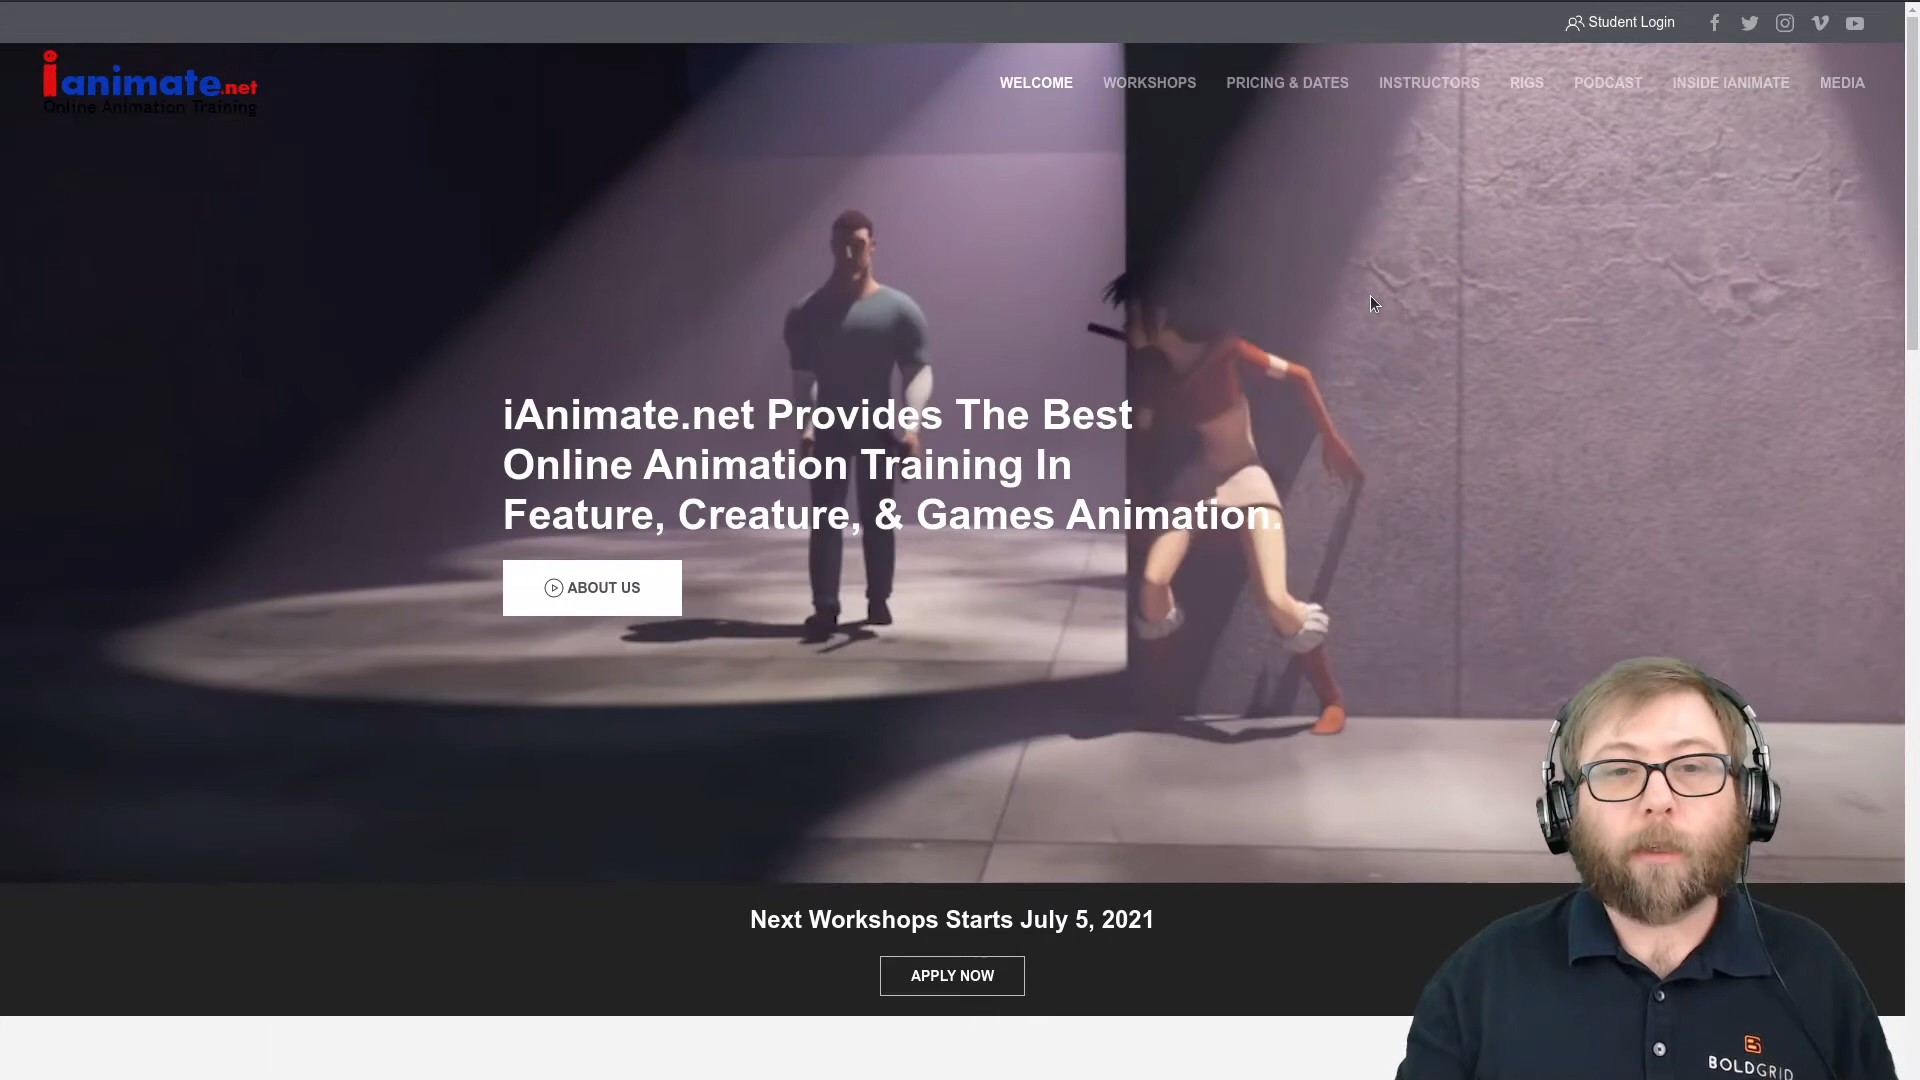 Student Login
ianimate.net
Online Animation Training
WELCOME WORKSHOPS PRICING & DATES INSTRUCTORS RIGS PODCAST INSIDE IANIMATE MEDIA
iAnimate.net Provides The Best
Online Animation Training In
Feature, Creature, & Games Animation.
ABOUT US
Next Workshops Starts July 5, 2021
APPLY NOW
BOLDGRID